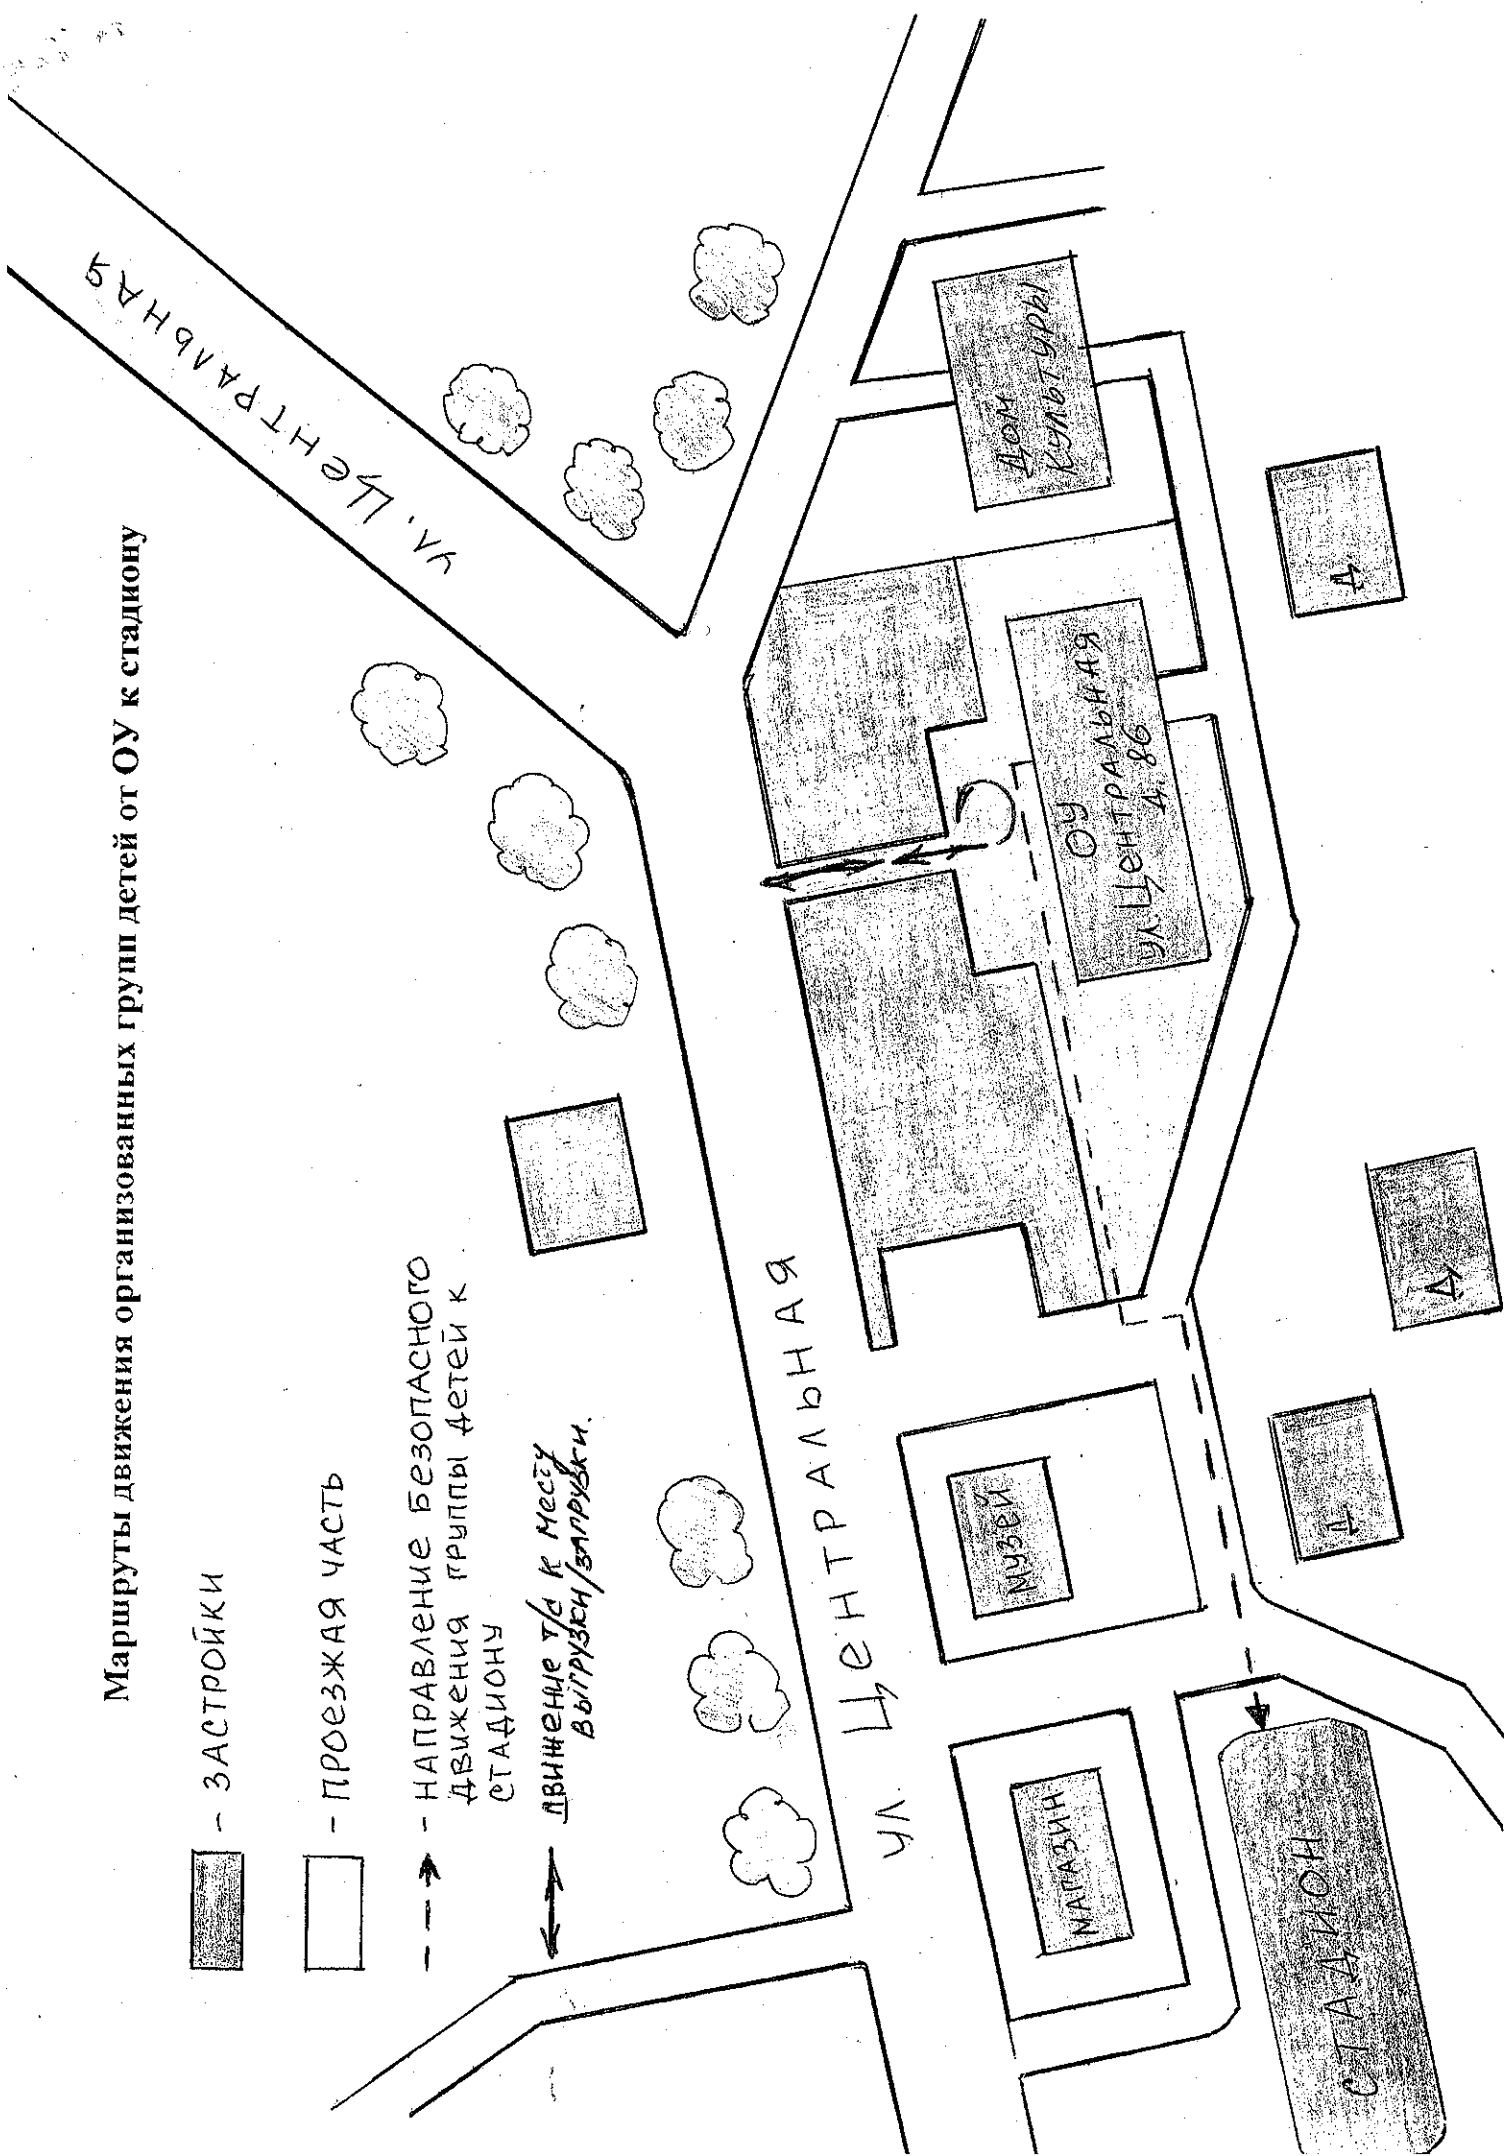 Маршруты движения организованных групп детей от ОУ к стадиону
- ЗАСТРОЙКИ
- ПРОЕЗЖАЯ ЧАСТЬ
- НАПРАВЛЕНИЕ БЕЗОПАСНОГО
ДВИЖЕНИЯ ГРУППЫ ДЕТЕЙ К
СТАДИОНУ
ДВИЖЕНИЕ Т/С К МЕСТУ
ВЫГРУЗКИ/ЗАГРУЗКИ.
УЛ. ЦЕНТРАЛЬНАЯ
УЛ ЦЕНТРАЛЬНАЯ
ДОМ
КУЛЬТУРЫ
ОУ
УЛ. ЦЕНТРАЛЬНАЯ
Д. 86
МУЗЕЙ
МАГАЗИН
СТАДИОН
Д
Д.
Д.